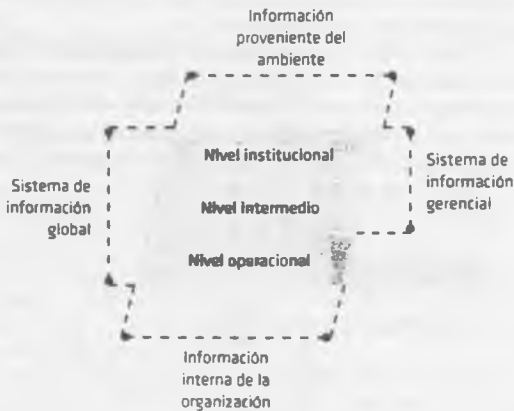 Información
proveniente del
ambiente
Nivel institucional
Sistema de
información
global
Nivel intermedio
Sistema de
información
gerencial
Nivel operacional
Información
interna de la
organización